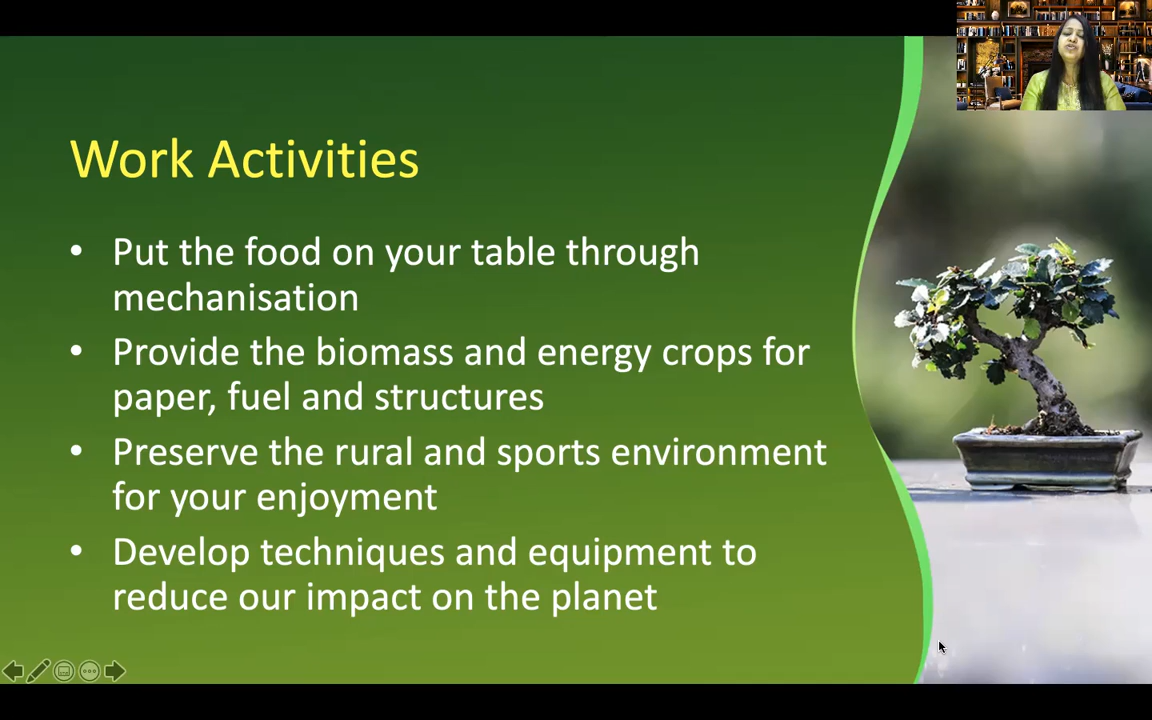 Work Activities
• Put the food on your table through
mechanisation
• Provide the biomass and energy crops for
paper, fuel and structures
• Preserve the rural and sports environment
for your enjoyment
• Develop techniques and equipment to
reduce our impact on the planet